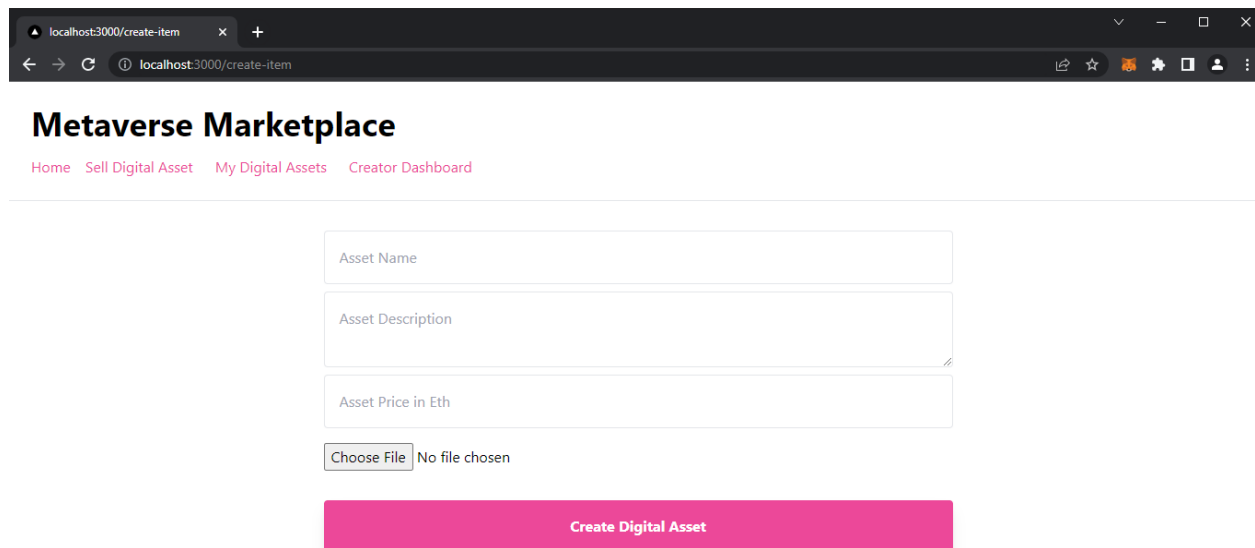 localhost:3000/create-item
localhost:3000/create-item
Metaverse Marketplace
Home Sell Digital Asset My Digital Assets Creator Dashboard
Asset Name
Asset Description
Asset Price in Eth
Choose File No file chosen
Create Digital Asset